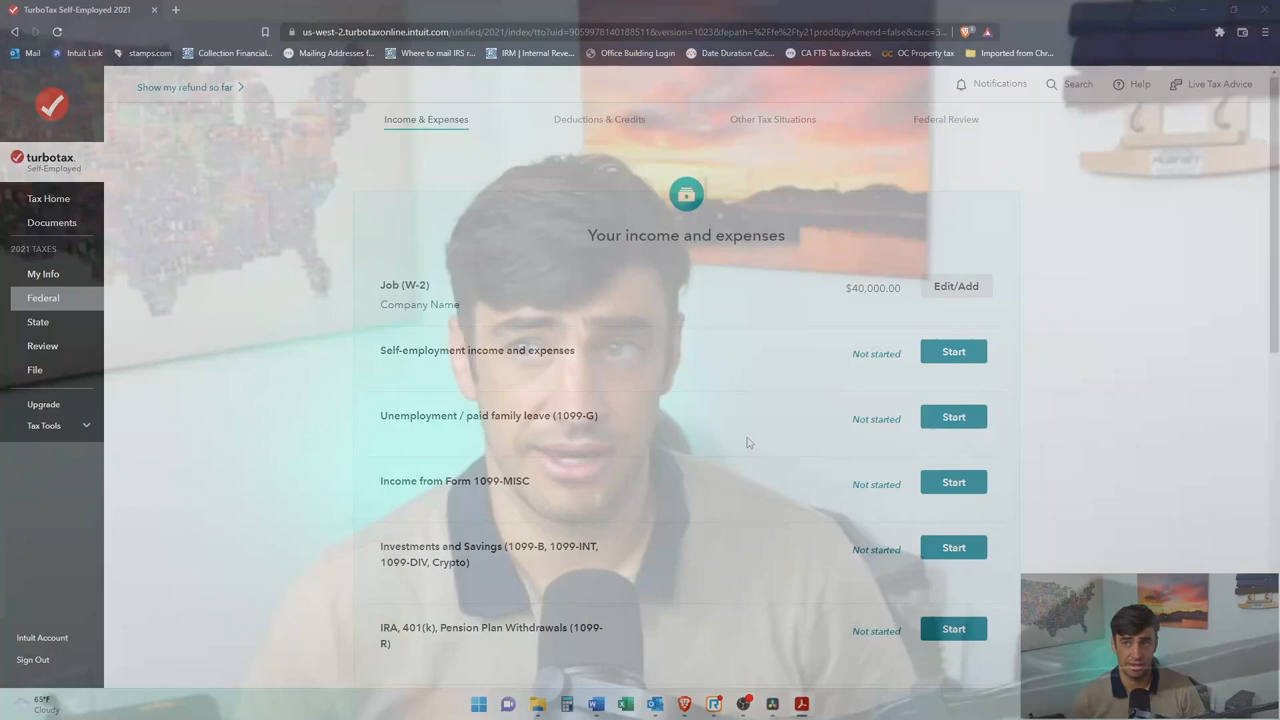 TurboTax Self-Employed 2021
us-west-2.turbotaxonline.intuit.com/unified/2021/index/tto?uid=9059978140188511&version=1023&fepath=%2Ffe%2Fty21prod&pyAmend=false&csrc=3...
Mail
Intuit Link
stamps.com
Collection Financial...
Mailing Addresses f...
Where to mail IRS r...
IRM | Internal Reve...
Office Building Login
Date Duration Calc...
CA FTB Tax Brackets
OC Property tax
Imported from Chr...
Show my refund so far
Notifications
Search
Help
Live Tax Advice
Income & Expenses
Deductions & Credits
Other Tax Situations
Federal Review
turbotax
Self-Employed
Tax Home
Documents
2021 TAXES
My Info
Federal
State
Review
File
Upgrade
Tax Tools
Intuit Account
Sign Out
Your income and expenses
Job (W-2)
Company Name
$40,000.00
Edit/Add
Self-employment income and expenses
Not started
Start
Unemployment / paid family leave (1099-G)
Not started
Start
Income from Form 1099-MISC
Not started
Start
Investments and Savings (1099-B, 1099-INT,
1099-DIV, Crypto)
Not started
Start
IRA, 401(k), Pension Plan Withdrawals (1099-
R)
Not started
Start
65°F
Cloudy